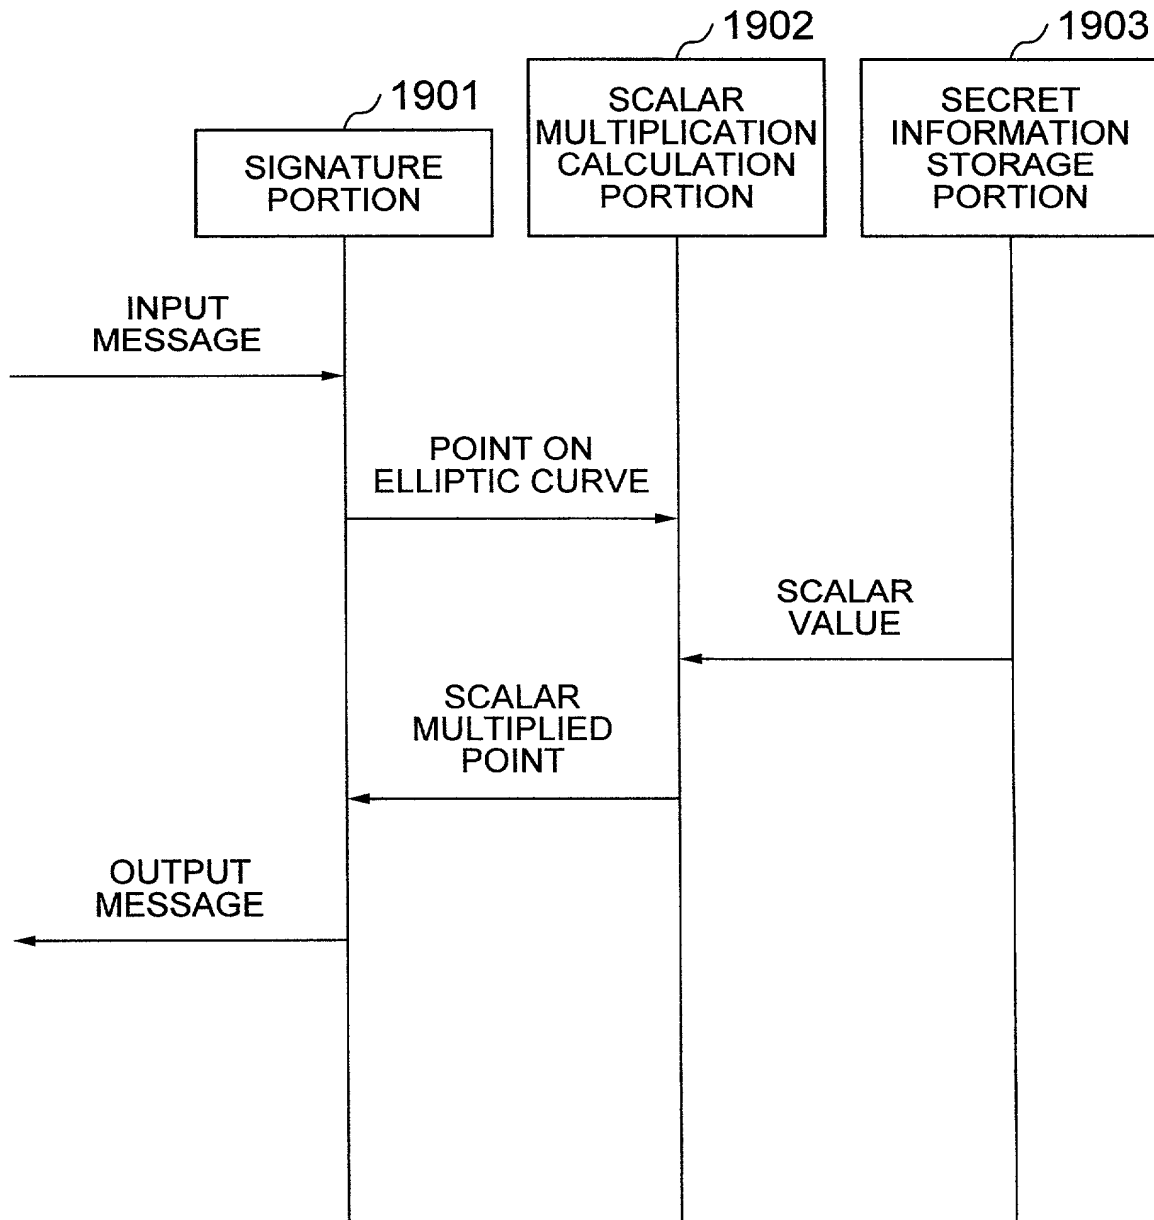 1901
SIGNATURE
PORTION
1902
SCALAR
MULTIPLICATION
CALCULATION
PORTION
1903
SECRET
INFORMATION
STORAGE
PORTION
INPUT
MESSAGE
POINT ON
ELLIPTIC CURVE
SCALAR
VALUE
SCALAR
MULTIPLIED
POINT
OUTPUT
MESSAGE